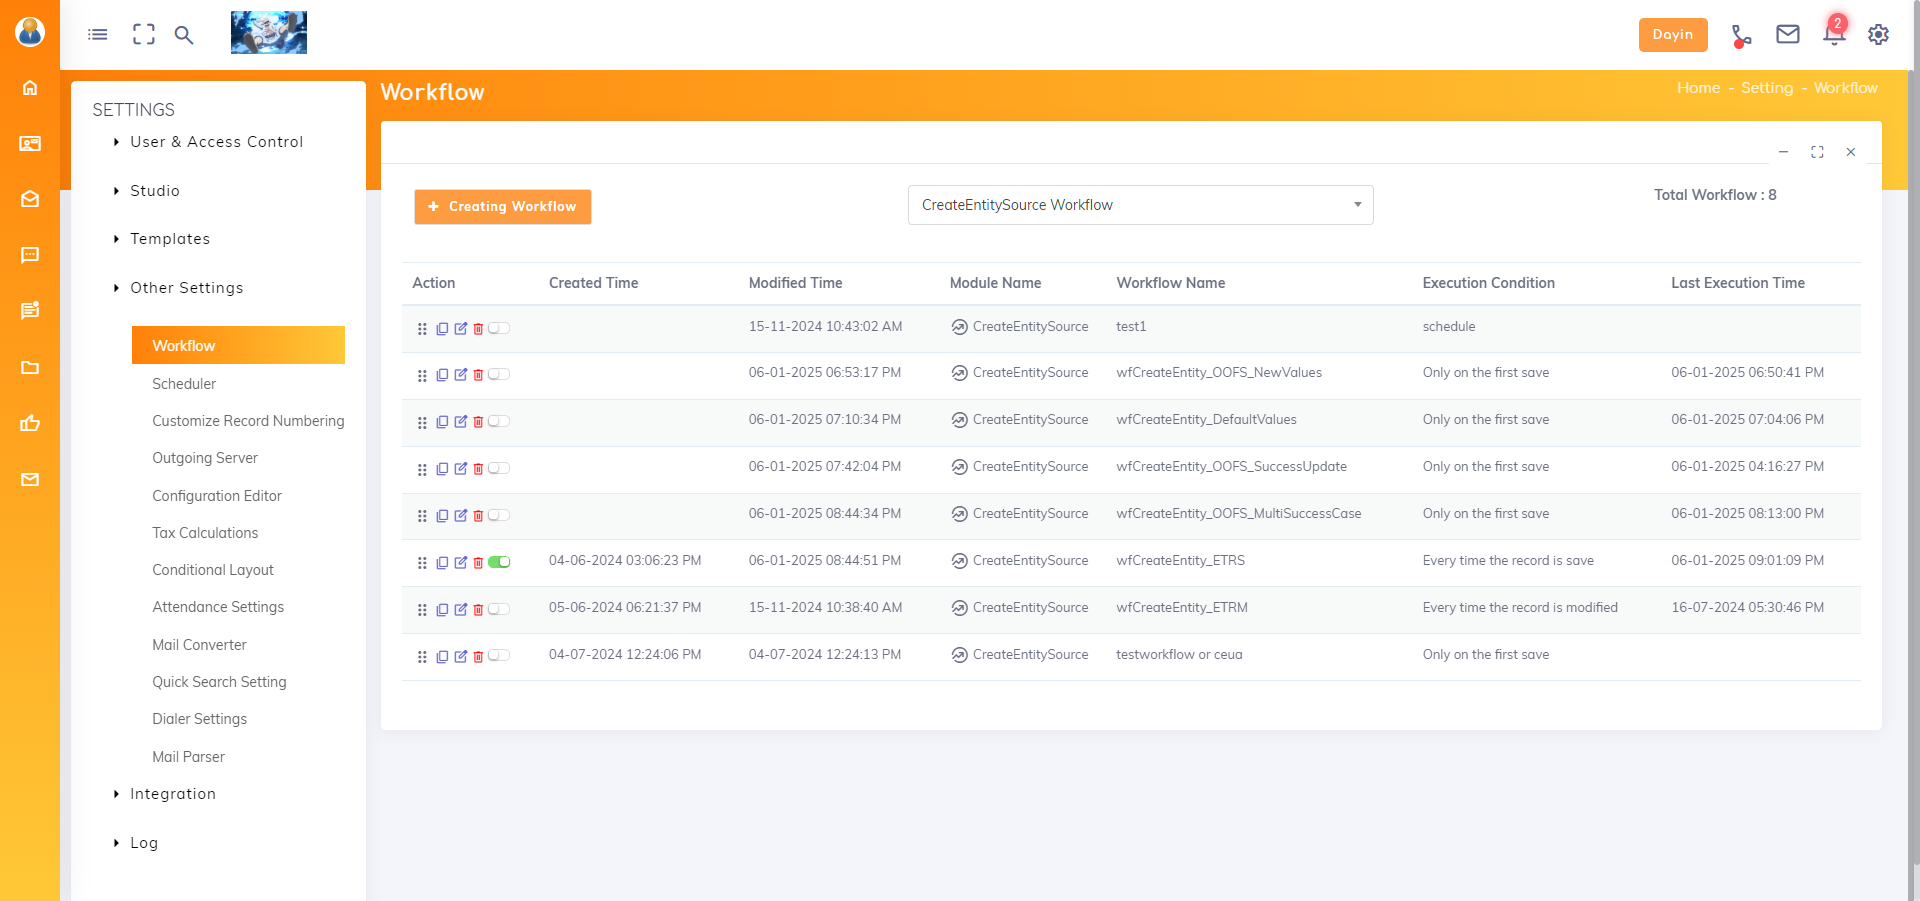 Dayin
2
SETTINGS
User & Access Control
Studio
Templates
Other Settings
Workflow
Scheduler
Customize Record Numbering
Outgoing Server
Configuration Editor
Tax Calculations
Conditional Layout
Attendance Settings
Mail Converter
Quick Search Setting
Dialer Settings
Mail Parser
Integration
Log
Workflow
Home - Setting - Workflow
+ Creating Workflow
CreateEntitySource Workflow
Total Workflow : 8
Action Created Time Modified Time Module Name Workflow Name Execution Condition Last Execution Time
15-11-2024 10:43:02 AM CreateEntitySource test1 schedule
06-01-2025 06:53:17 PM CreateEntitySource wfCreateEntity_OOFS_NewValues Only on the first save 06-01-2025 06:50:41 PM
06-01-2025 07:10:34 PM CreateEntitySource wfCreateEntity_DefaultValues Only on the first save 06-01-2025 07:04:06 PM
06-01-2025 07:42:04 PM CreateEntitySource wfCreateEntity_OOFS_SuccessUpdate Only on the first save 06-01-2025 04:16:27 PM
06-01-2025 08:44:34 PM CreateEntitySource wfCreateEntity_OOFS_MultiSuccessCase Only on the first save 06-01-2025 08:13:00 PM
04-06-2024 03:06:23 PM 06-01-2025 08:44:51 PM CreateEntitySource wfCreateEntity_ETRS Every time the record is save 06-01-2025 09:01:09 PM
05-06-2024 06:21:37 PM 15-11-2024 10:38:40 AM CreateEntitySource wfCreateEntity_ETRM Every time the record is modified 16-07-2024 05:30:46 PM
04-07-2024 12:24:06 PM 04-07-2024 12:24:13 PM CreateEntitySource testworkflow or ceua Only on the first save